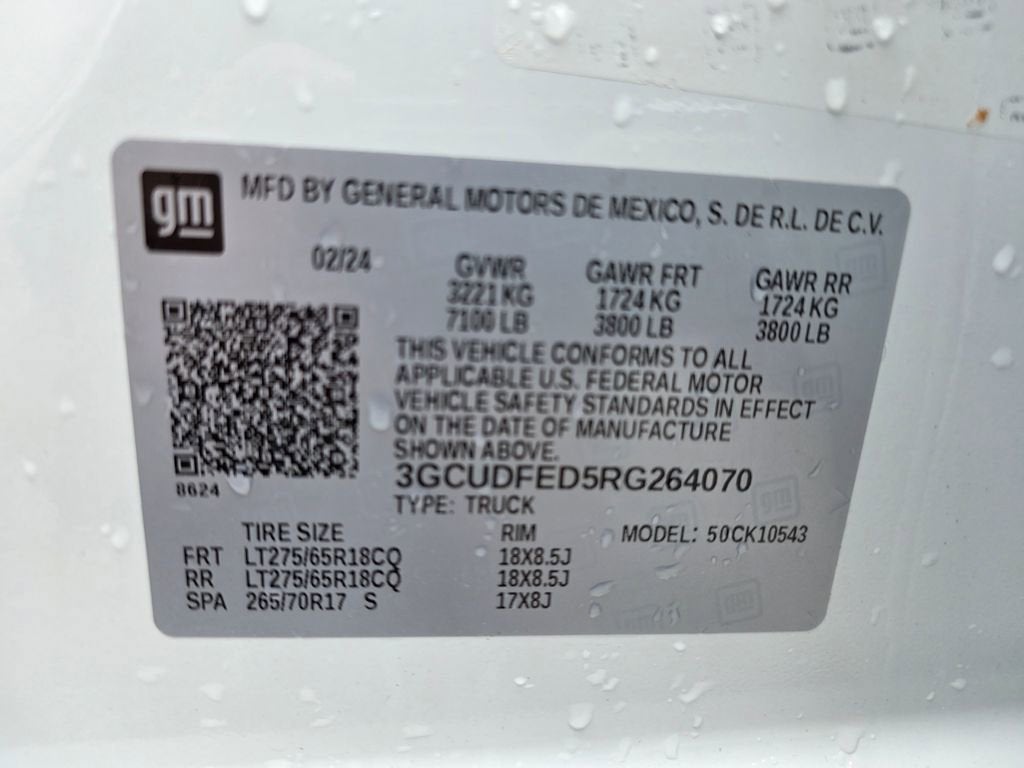 gm
MFD BY GENERAL MOTORS DE MEXICO, S. DE R.L. DE C.V.
02/24 GVWR GAWR FRT GAWR RR
3221 KG 1724 KG 1724 KG
7100 LB 3800 LB 3800 LB
THIS VEHICLE CONFORMS TO ALL
APPLICABLE U.S. FEDERAL MOTOR
VEHICLE SAFETY STANDARDS IN EFFECT
ON THE DATE OF MANUFACTURE
SHOWN ABOVE.
3GCUDFED5RG264070
8624
TYPE: TRUCK
TIRE SIZE RIM MODEL: 50CK10543
FRT LT275/65R18CQ 18X8.5J
RR LT275/65R18CQ 18X8.5J
SPA 265/70R17 S 17X8J